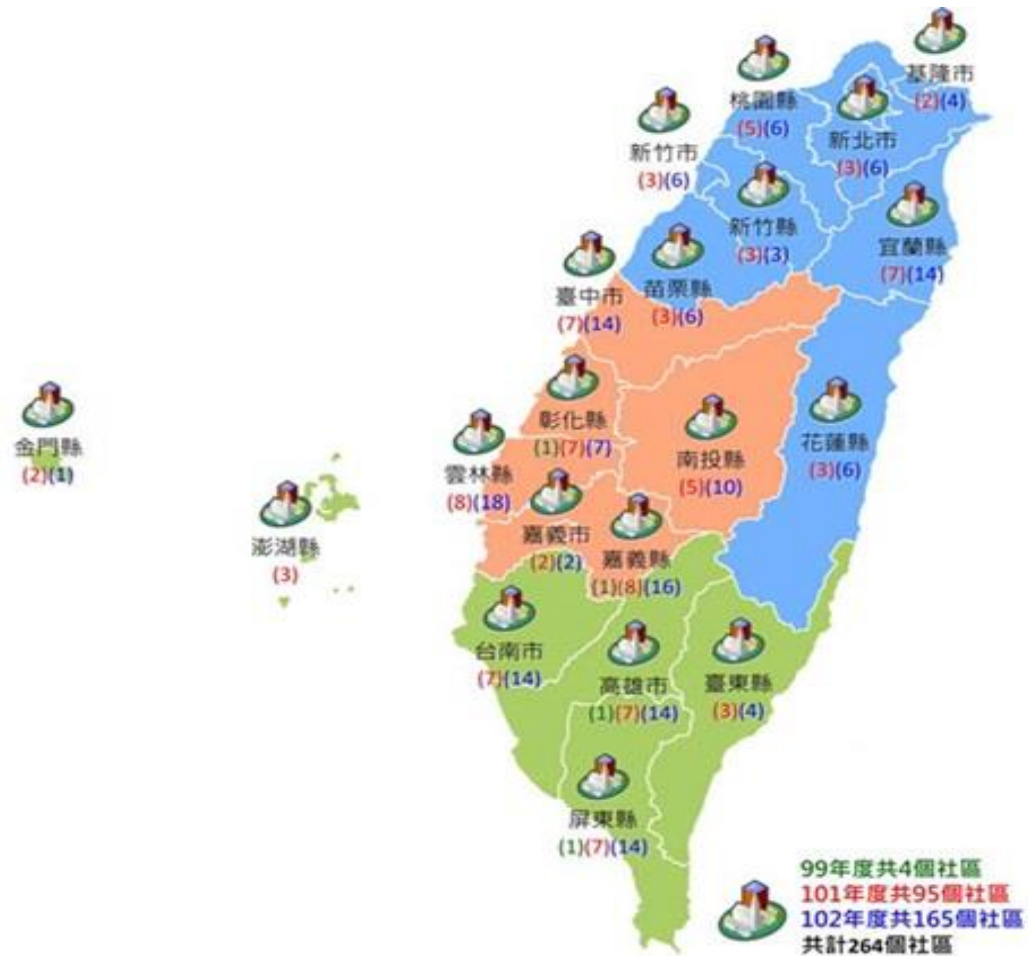 基隆市
(2)(4)
桃園縣
(5)(6)
新北市
(3)(6)
新竹市
(3)(6)
新竹縣
(3)(3)
宜蘭縣
(7)(14)
苗栗縣
(3)(6)
臺中市
(7)(14)
彰化縣
(1)(7)(7)
南投縣
(5)(10)
花蓮縣
(3)(6)
金門縣
(2)(1)
雲林縣
(8)(18)
澎湖縣
(3)
嘉義市
(2)(2)
嘉義縣
(1)(8)(16)
台南市
(7)(14)
高雄市
(1)(7)(14)
臺東縣
(3)(4)
屏東縣
(1)(7)(14)
99年度共4個社區
101年度共95個社區
102年度共165個社區
共計264個社區